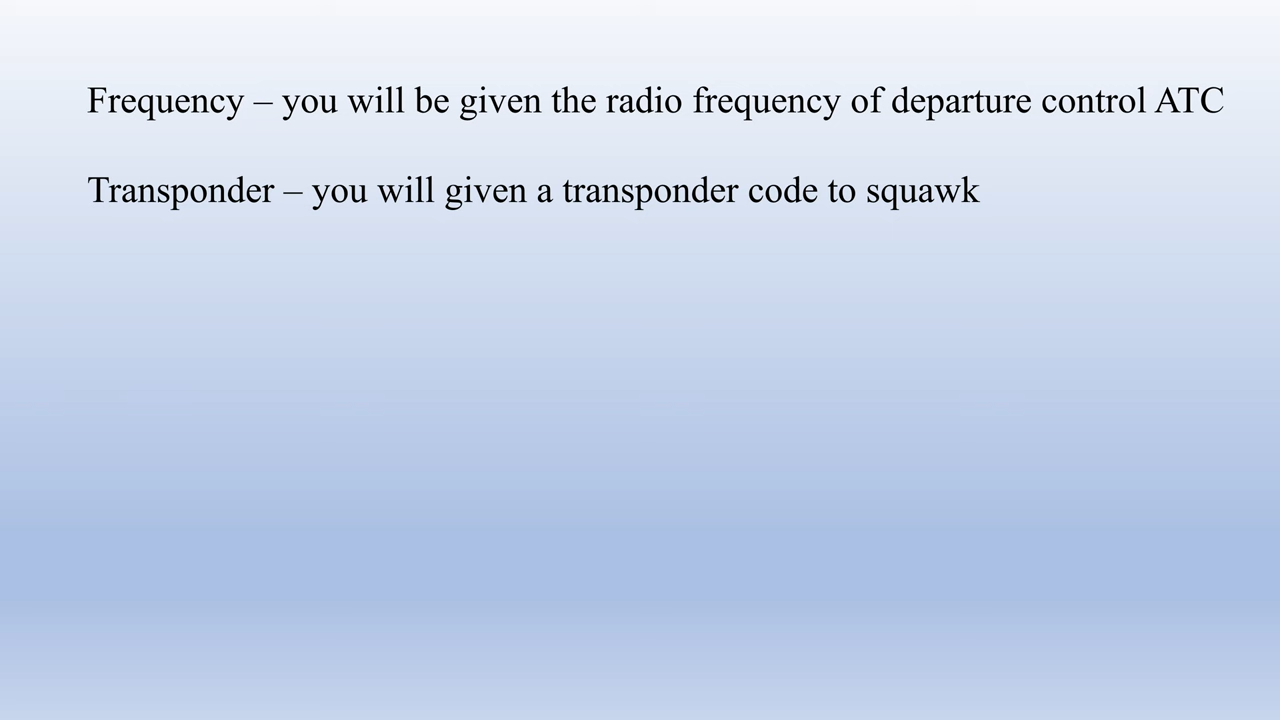 Frequency – you will be given the radio frequency of departure control ATC
Transponder – you will given a transponder code to squawk